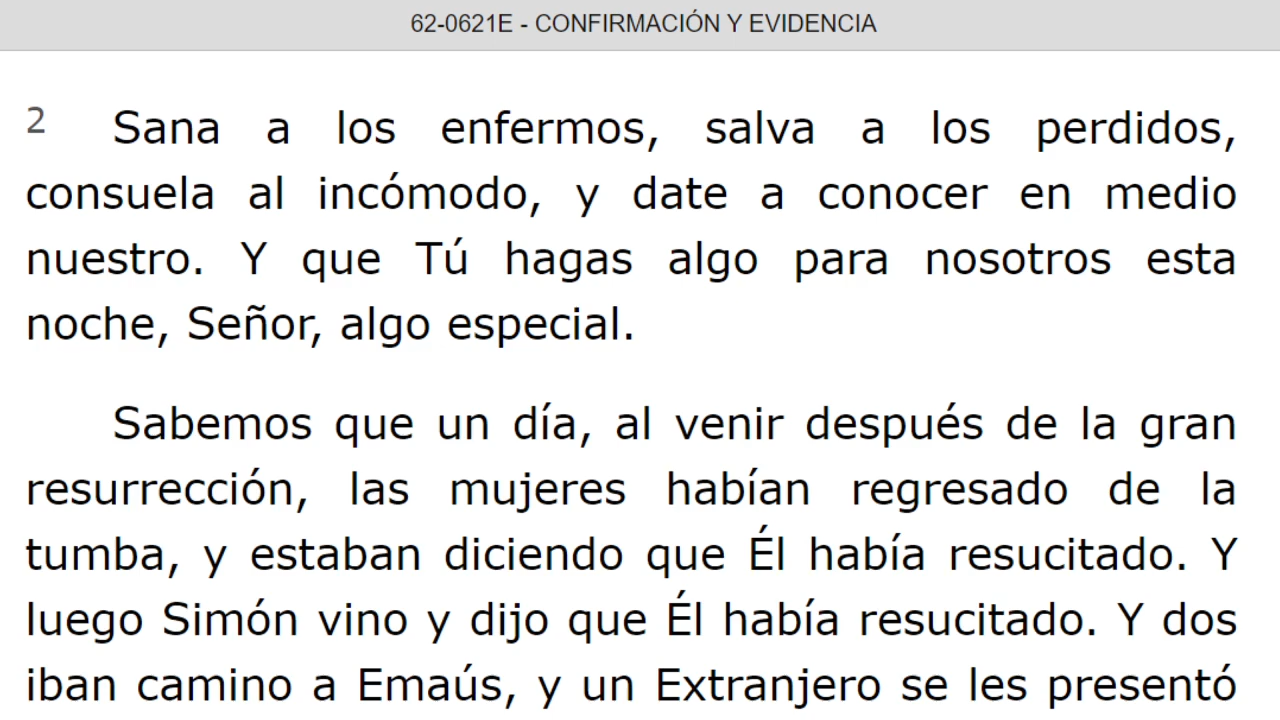 62-0621E - CONFIRMACIÓN Y EVIDENCIA
2 Sana a los enfermos, salva a los perdidos,
consuela al incómodo, y date a conocer en medio
nuestro. Y que Tú hagas algo para nosotros esta
noche, Señor, algo especial.
Sabemos que un día, al venir después de la gran
resurrección, las mujeres habían regresado de la
tumba, y estaban diciendo que Él había resucitado. Y
luego Simón vino y dijo que Él había resucitado. Y dos
iban camino a Emaús, y un Extranjero se les presentó